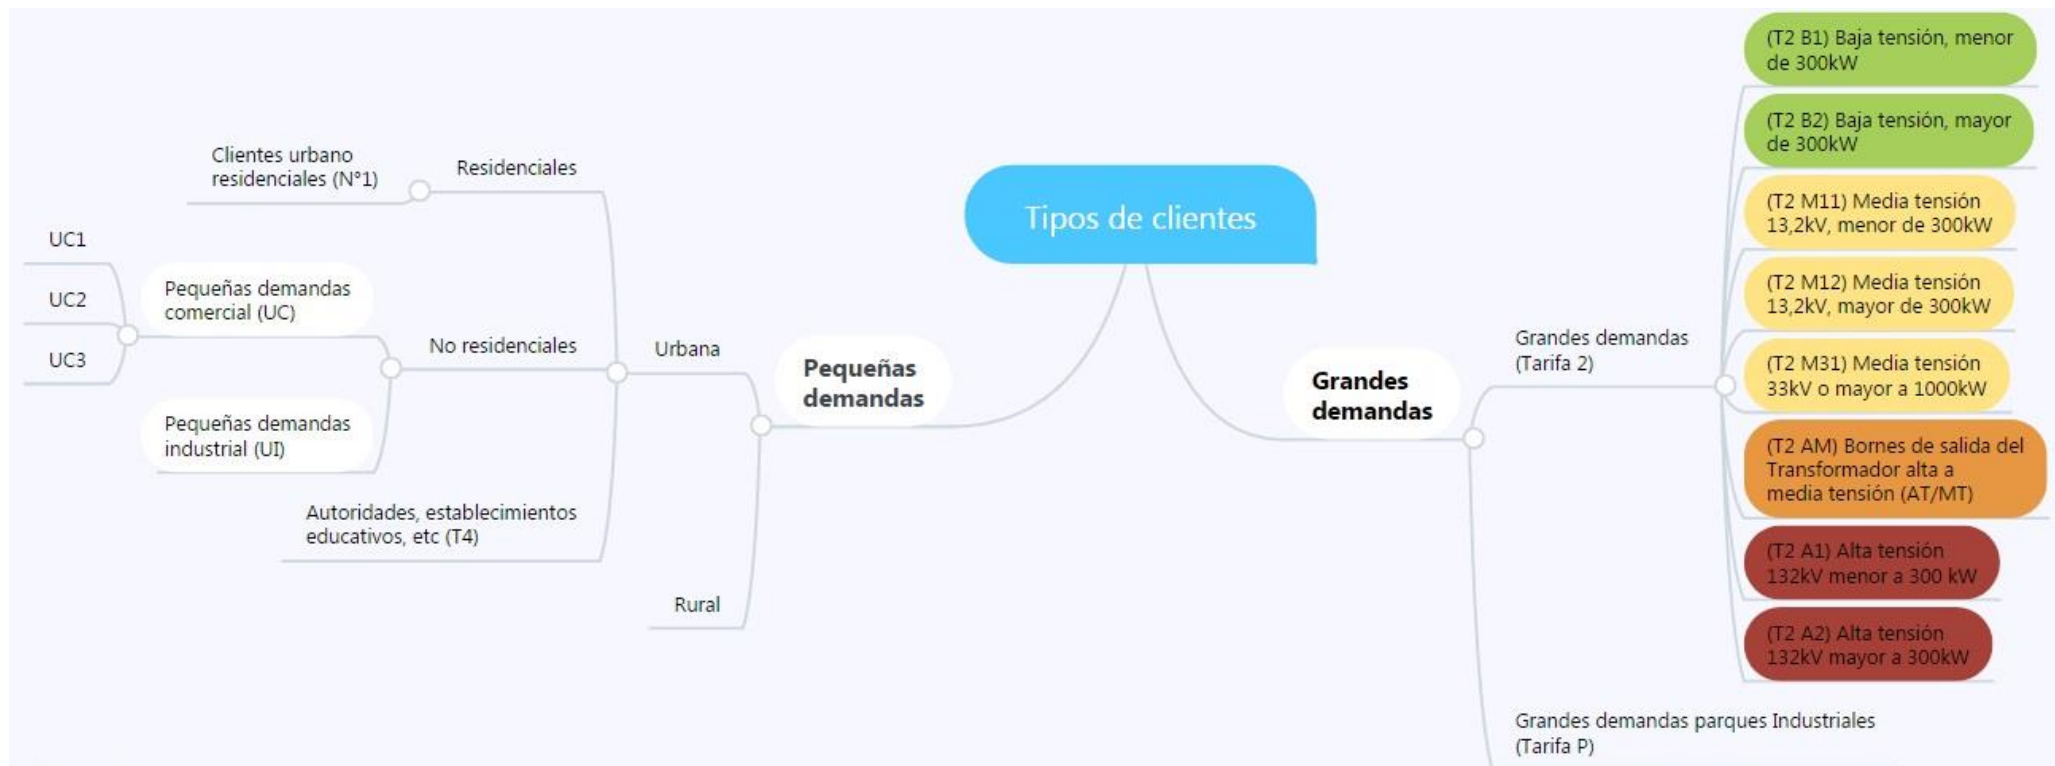 Tipos de clientes
Pequeñas
demandas
Urbana
Residenciales
Clientes urbano
residenciales (N°1)
No residenciales
Pequeñas demandas
comercial (UC)
UC1
UC2
UC3
Pequeñas demandas
industrial (UI)
Autoridades, establecimientos
educativos, etc (T4)
Rural
Grandes
demandas
Grandes demandas
(Tarifa 2)
(T2 B1) Baja tensión, menor
de 300kW
(T2 B2) Baja tensión, mayor
de 300kW
(T2 M11) Media tensión
13,2kV, menor de 300kW
(T2 M12) Media tensión
13,2kV, mayor de 300kW
(T2 M31) Media tensión
33kV o mayor a 1000kW
(T2 AM) Bornes de salida del
Transformador alta a
media tensión (AT/MT)
(T2 A1) Alta tensión
132kV menor a 300 kW
(T2 A2) Alta tensión
132kV mayor a 300kW
Grandes demandas parques Industriales
(Tarifa P)